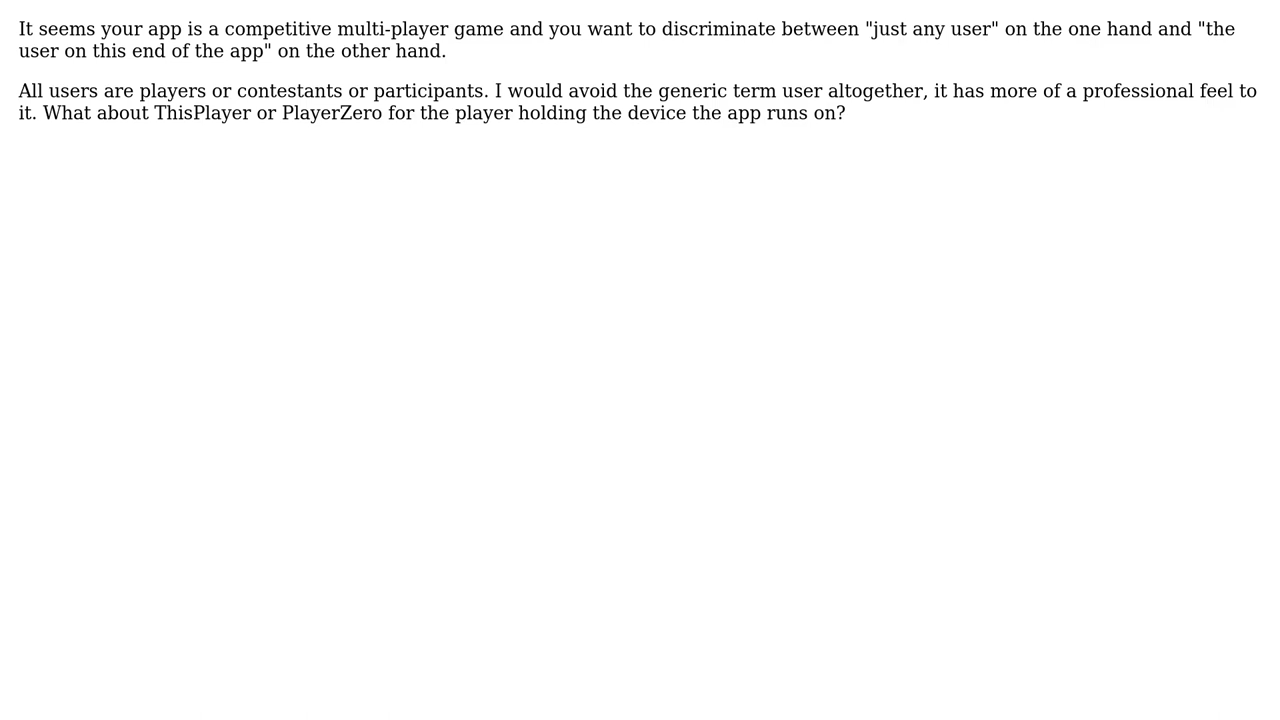 It seems your app is a competitive multi-player game and you want to discriminate between "just any user" on the one hand and "the
user on this end of the app" on the other hand.
All users are players or contestants or participants. I would avoid the generic term user altogether, it has more of a professional feel to
it. What about ThisPlayer or PlayerZero for the player holding the device the app runs on?